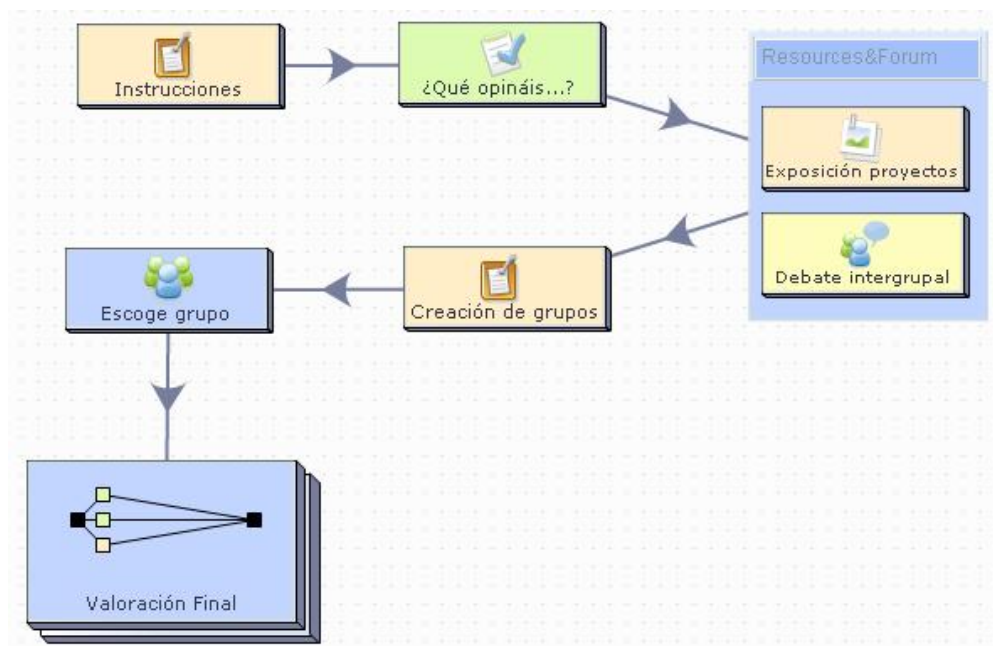 Instrucciones
¿Qué opináis...?
Resources&Forum
Exposición proyectos
Debate intergrupal
Creación de grupos
Escoge grupo
Valoración Final